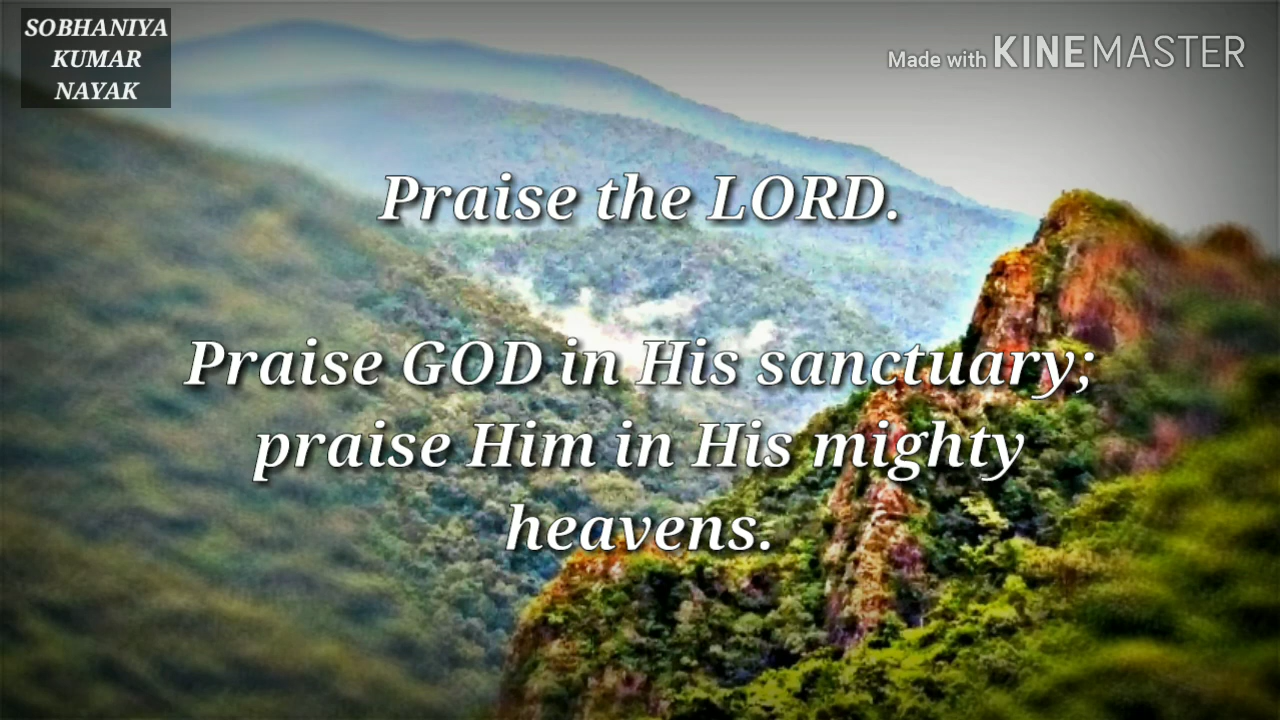 SOBHANIYA
KUMAR
NAYAK
Made with KINEMASTER
Praise the LORD.
Praise GOD in His sanctuary;
praise Him in His mighty
heavens.